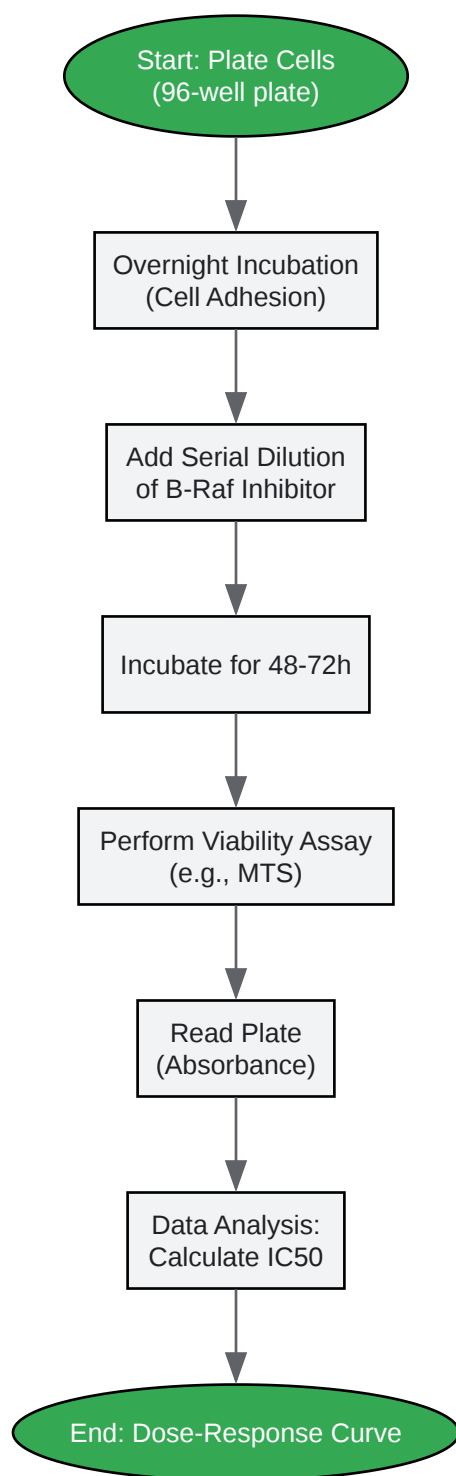 Start: Plate Cells
(96-well plate)
Overnight Incubation
(Cell Adhesion)
Add Serial Dilution
of B-Raf Inhibitor
Incubate for 48-72h
Perform Viability Assay
(e.g., MTS)
Read Plate
(Absorbance)
Data Analysis:
Calculate IC50
End: Dose-Response Curve